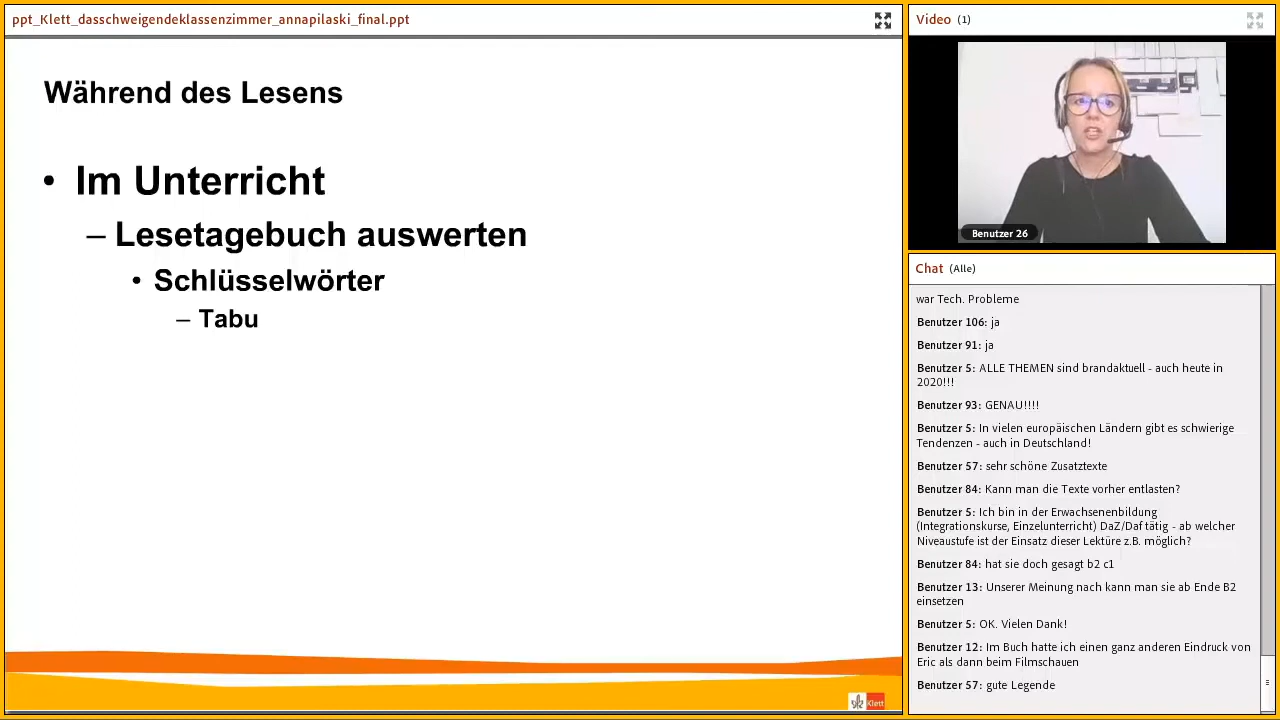 ppt_Klett_dasschweigendeklassenzimmer_annapilaski_final.ppt
Während des Lesens
• Im Unterricht
– Lesetagebuch auswerten
• Schlüsselwörter
– Tabu
Klett
Video (1)
Benutzer 26
Chat (Alle)
war Tech. Probleme
Benutzer 106: ja
Benutzer 91: ja
Benutzer 5: ALLE THEMEN sind brandaktuell - auch heute in
2020!!!
Benutzer 93: GENAU!!!!
Benutzer 5: In vielen europäischen Ländern gibt es schwierige
Tendenzen - auch in Deutschland!
Benutzer 57: sehr schöne Zusatztexte
Benutzer 84: Kann man die Texte vorher entlasten?
Benutzer 5: Ich bin in der Erwachsenenbildung
(Integrationskurse, Einzelunterricht) DaZ/Daf tätig - ab welcher
Niveaustufe ist der Einsatz dieser Lektüre z.B. möglich?
Benutzer 84: hat sie doch gesagt b2 c1
Benutzer 13: Unserer Meinung nach kann man sie ab Ende B2
einsetzen
Benutzer 5: OK. Vielen Dank!
Benutzer 12: Im Buch hatte ich einen ganz anderen Eindruck von
Eric als dann beim Filmschauen
Benutzer 57: gute Legende